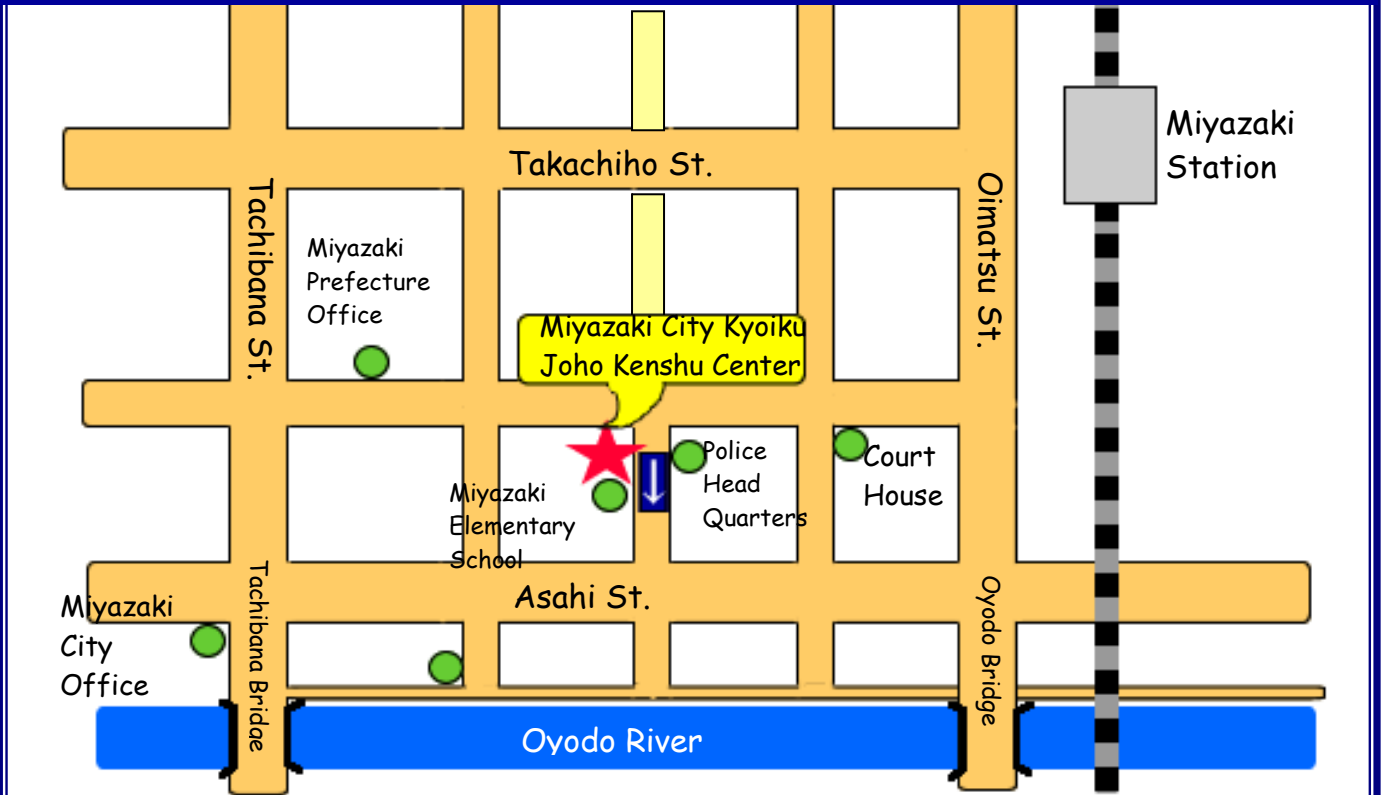 Miyazaki
Station
Takachiho St.
Tachibana St.
Oimatsu St.
Miyazaki
Prefecture
Office
Miyazaki City Kyoiku
Joho Kenshu Center
Police
Head
Quarters
Court
House
Miyazaki
Elementary
School
Asahi St.
Miyazaki
City
Office
Tachibana Bridge
Oyodo Bridge
Oyodo River